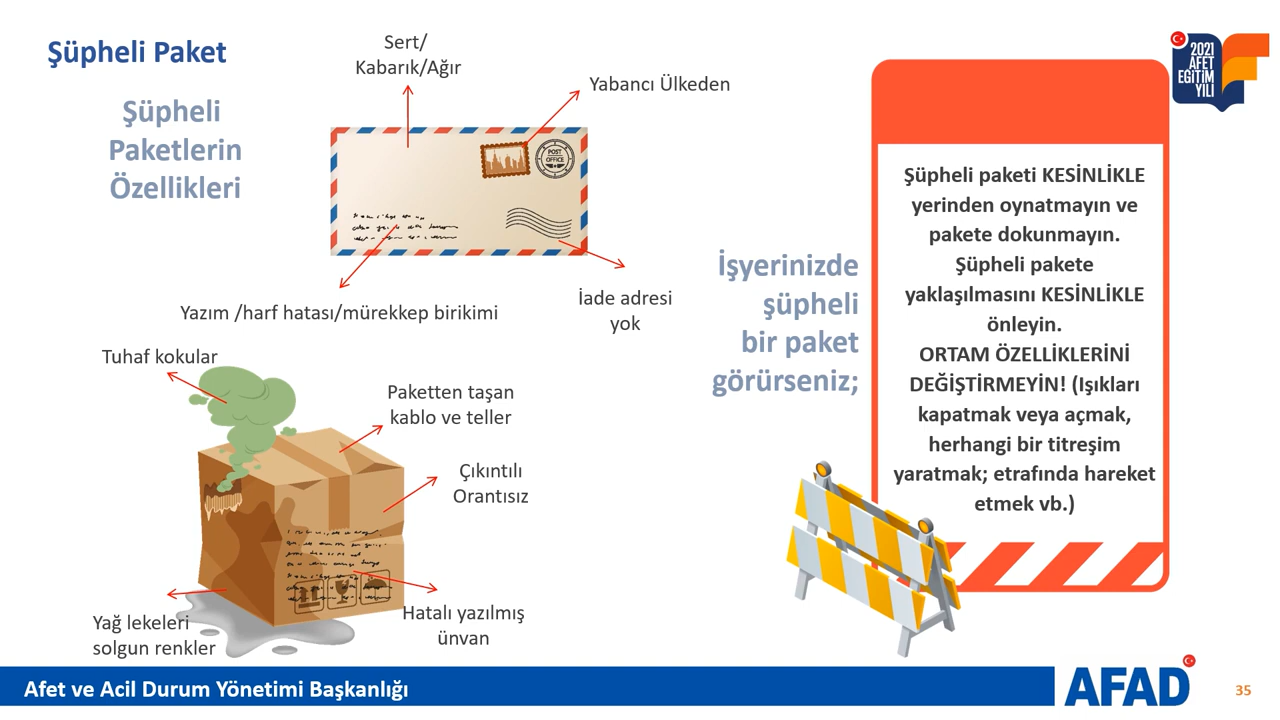 Şüpheli Paket
Şüpheli
Paketlerin
Özellikleri
Sert/
Kabarık/Ağır
Yabancı Ülkeden
POST
OFFICE
Yazım /harf hatası/mürekkep birikimi
İade adresi
yok
Tuhaf kokular
Paketten taşan
kablo ve teller
Çıkıntılı
Orantısız
Hatalı yazılmış
ünvan
Yağ lekeleri
solgun renkler
İşyerinizde
şüpheli
bir paket
görürseniz;
2021
AFET
EĞİTİM
YILI
Şüpheli paketi KESİNLİKLE
yerinden oynatmayın ve
pakete dokunmayın.
Şüpheli pakete
yaklaşılmasını KESİNLİKLE
önleyin.
ORTAM ÖZELLİKLERİNİ
DEĞİŞTİRMEYİN! (Işıkları
kapatmak veya açmak,
herhangi bir titreşim
yaratmak; etrafında hareket
etmek vb.)
Afet ve Acil Durum Yönetimi Başkanlığı
AFAD
35